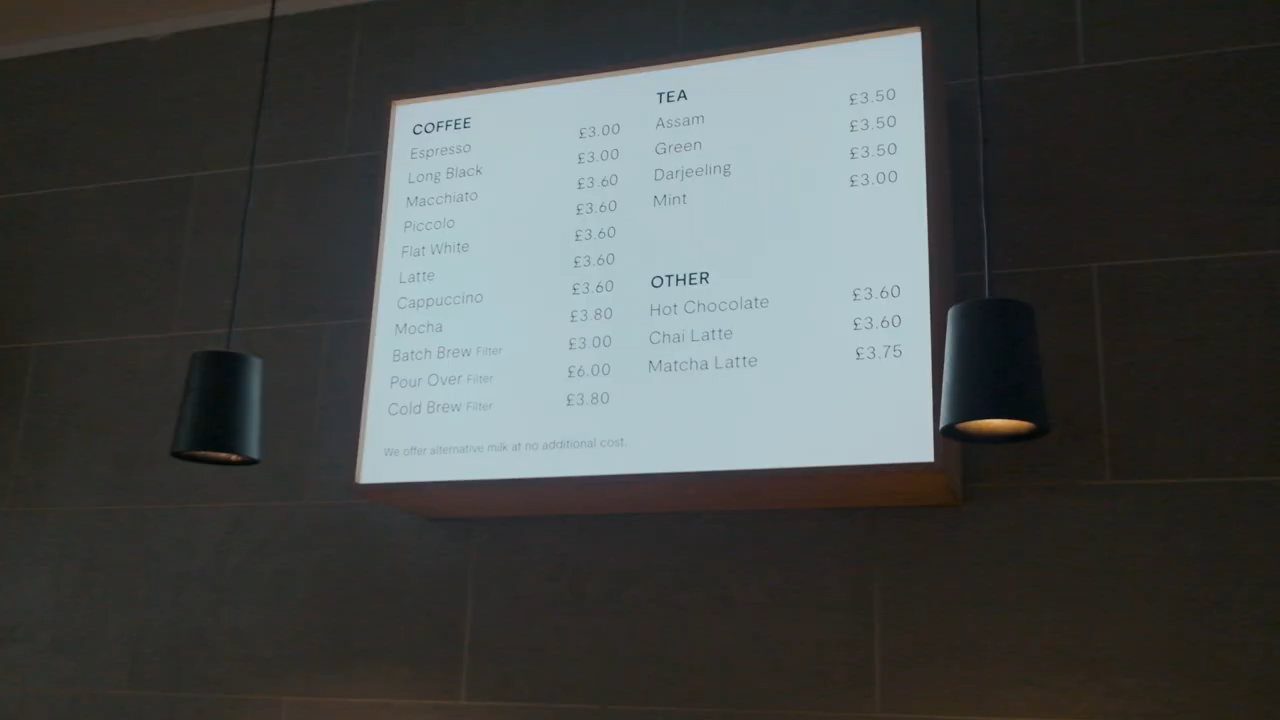 COFFEE
Espresso £3.00
Long Black £3.00
Macchiato £3.60
Piccolo £3.60
Flat White £3.60
Latte £3.60
Cappuccino £3.60
Mocha £3.80
Batch Brew Filter £3.00
Pour Over Filter £6.00
Cold Brew Filter £3.80
We offer alternative milk at no additional cost.
TEA
Assam £3.50
Green £3.50
Darjeeling £3.50
Mint £3.00
OTHER
Hot Chocolate £3.60
Chai Latte £3.60
Matcha Latte £3.75